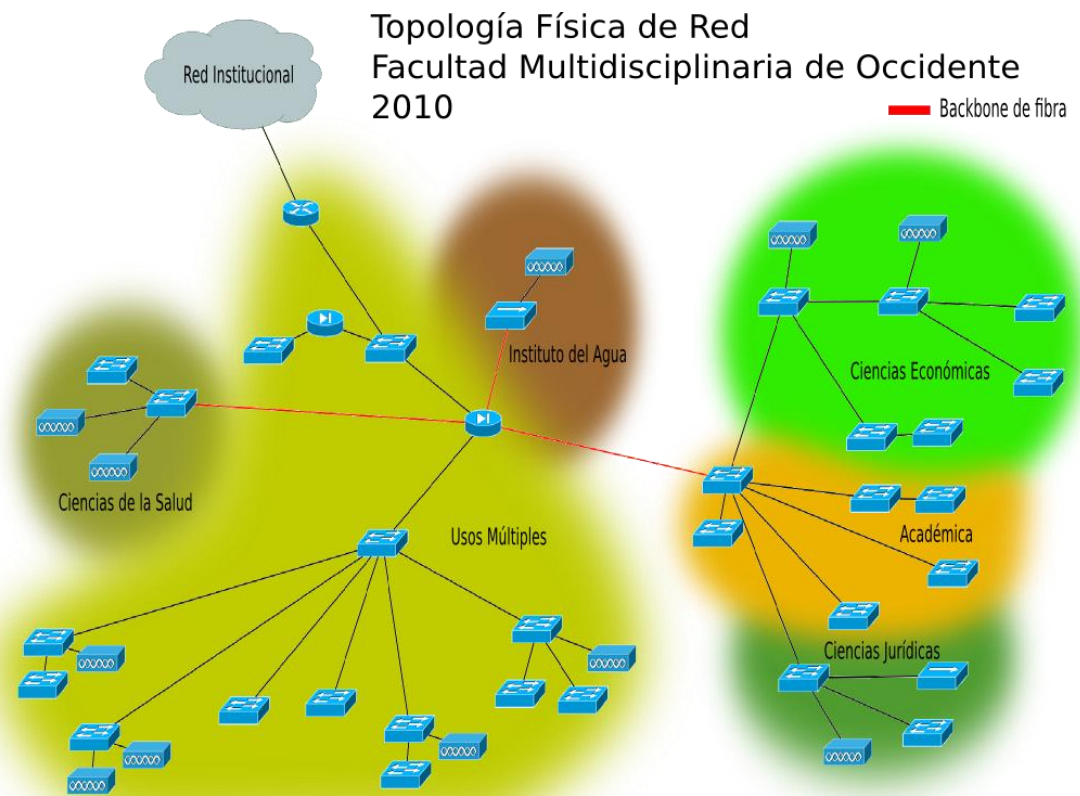 Topología Física de Red
Facultad Multidisciplinaria de Occidente
2010
Red Institucional
Backbone de fibra
Instituto del Agua
Ciencias Económicas
Ciencias de la Salud
Usos Múltiples
Académica
Ciencias Jurídicas